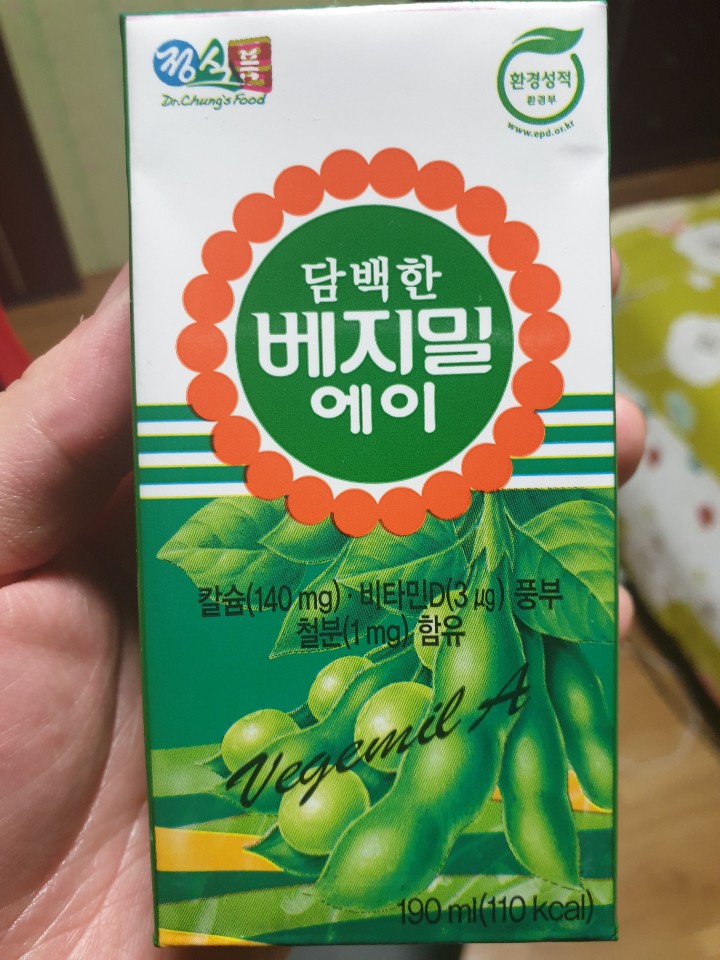 정식품
Dr.Chung's Food
환경성적
환경부
www.epd.or.kr
담백한
베지밀
에이
칼슘(140 mg)·비타민D(3 μg) 풍부
철분(1 mg) 함유
Vegemil A
190 ml(110 kcal)